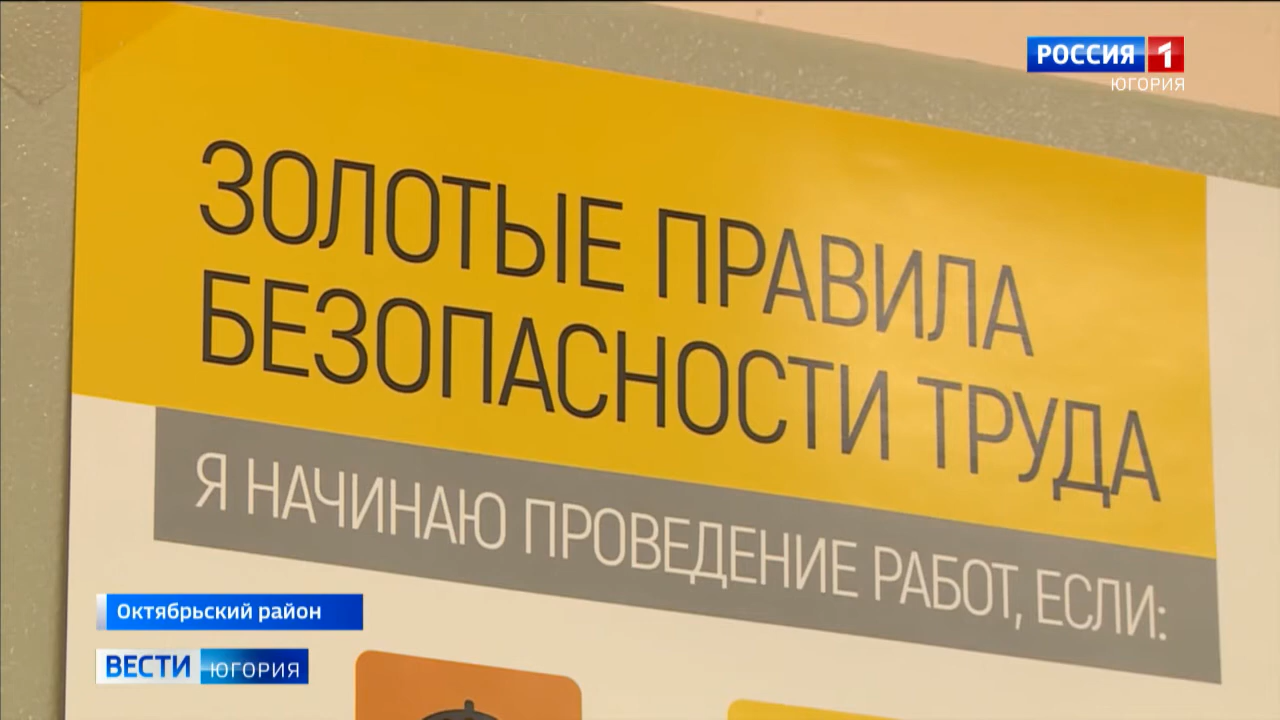 РОССИЯ 1
ЮГОРИЯ
ЗОЛОТЫЕ ПРАВИЛА
БЕЗОПАСНОСТИ ТРУДА
Я НАЧИНАЮ ПРОВЕДЕНИЕ РАБОТ, ЕСЛИ:
Октябрьский район
ВЕСТИ ЮГОРИЯ